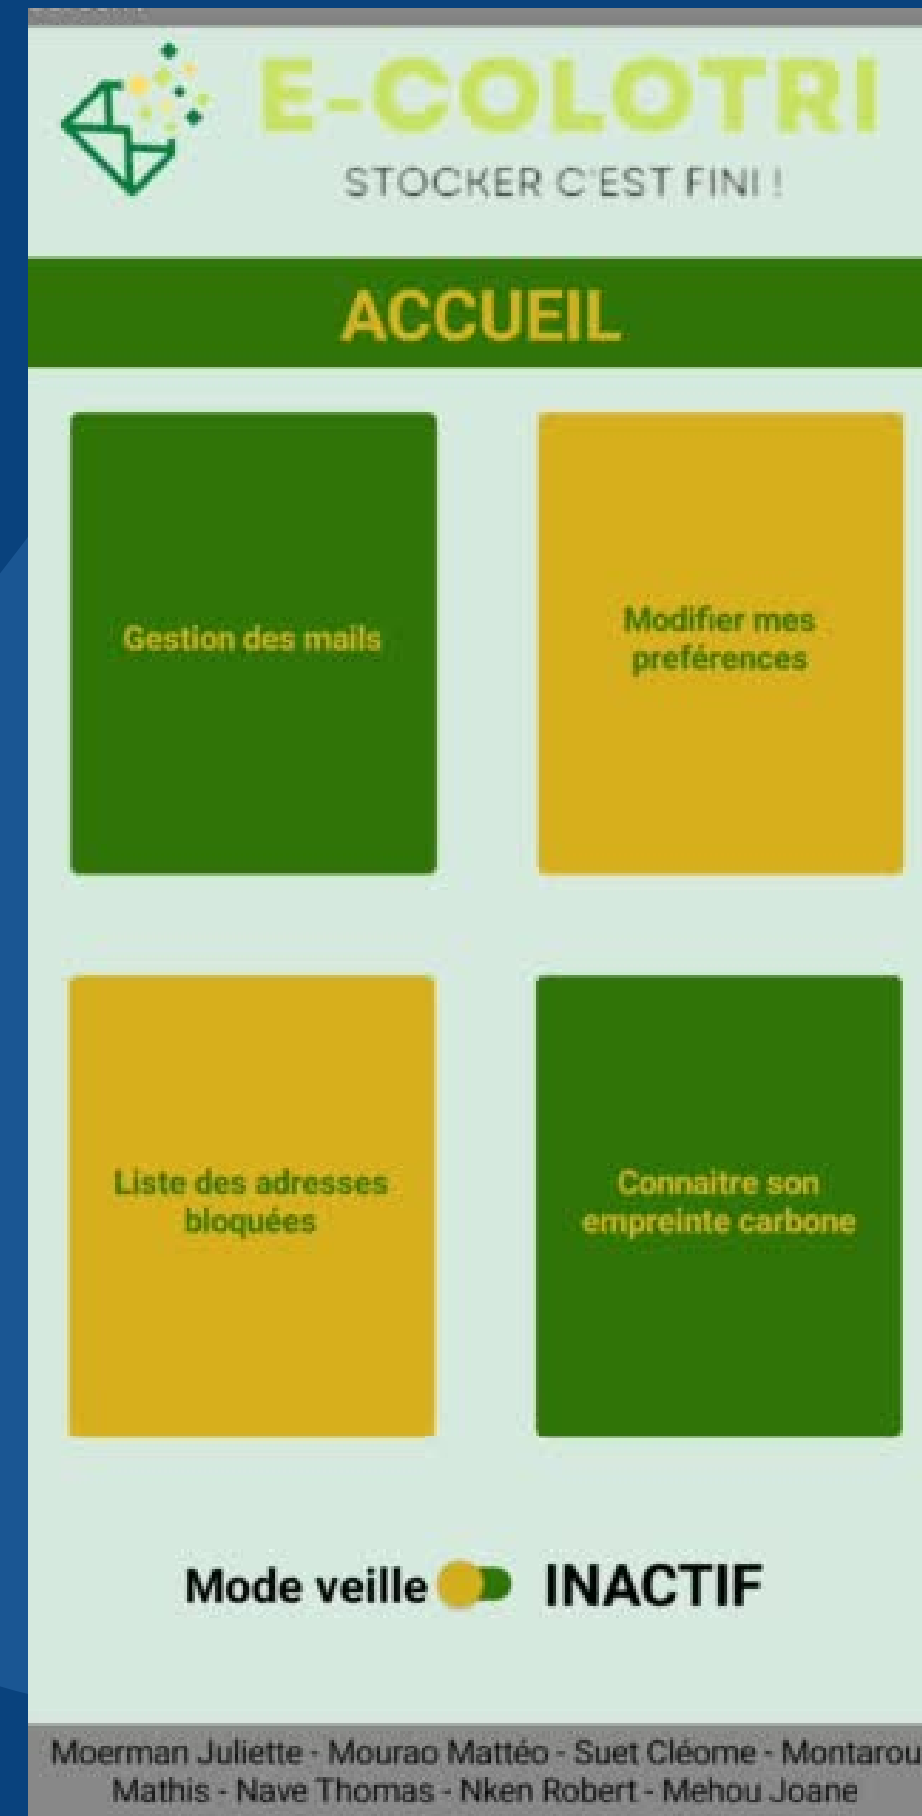 E-COLOTRI
STOCKER C'EST FINI !
ACCUEIL
Gestion des mails
Modifier mes
preférences
Liste des adresses
bloquées
Connaitre son
empreinte carbone
Mode veille INACTIF
Moerman Juliette - Mourao Mattéo - Suet Cléome - Montarou
Mathis - Nave Thomas - Nken Robert - Mehou Joane